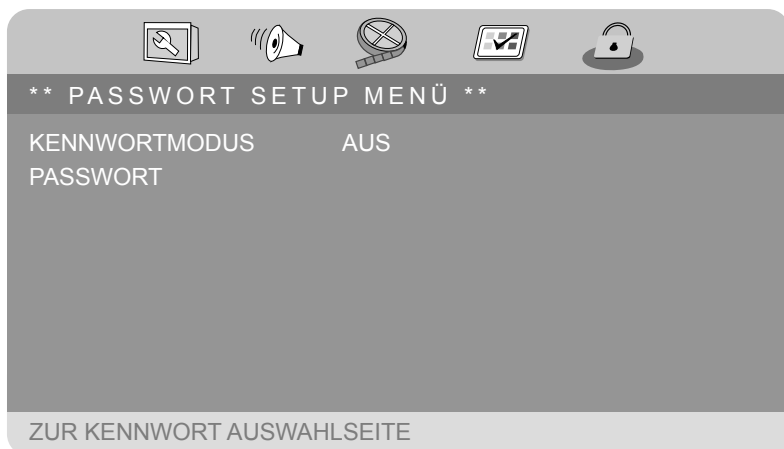 ** PASSWORT SETUP MENÜ **
KENNWORTMODUS AUS
PASSWORT
ZUR KENNWORT AUSWAHLSEITE